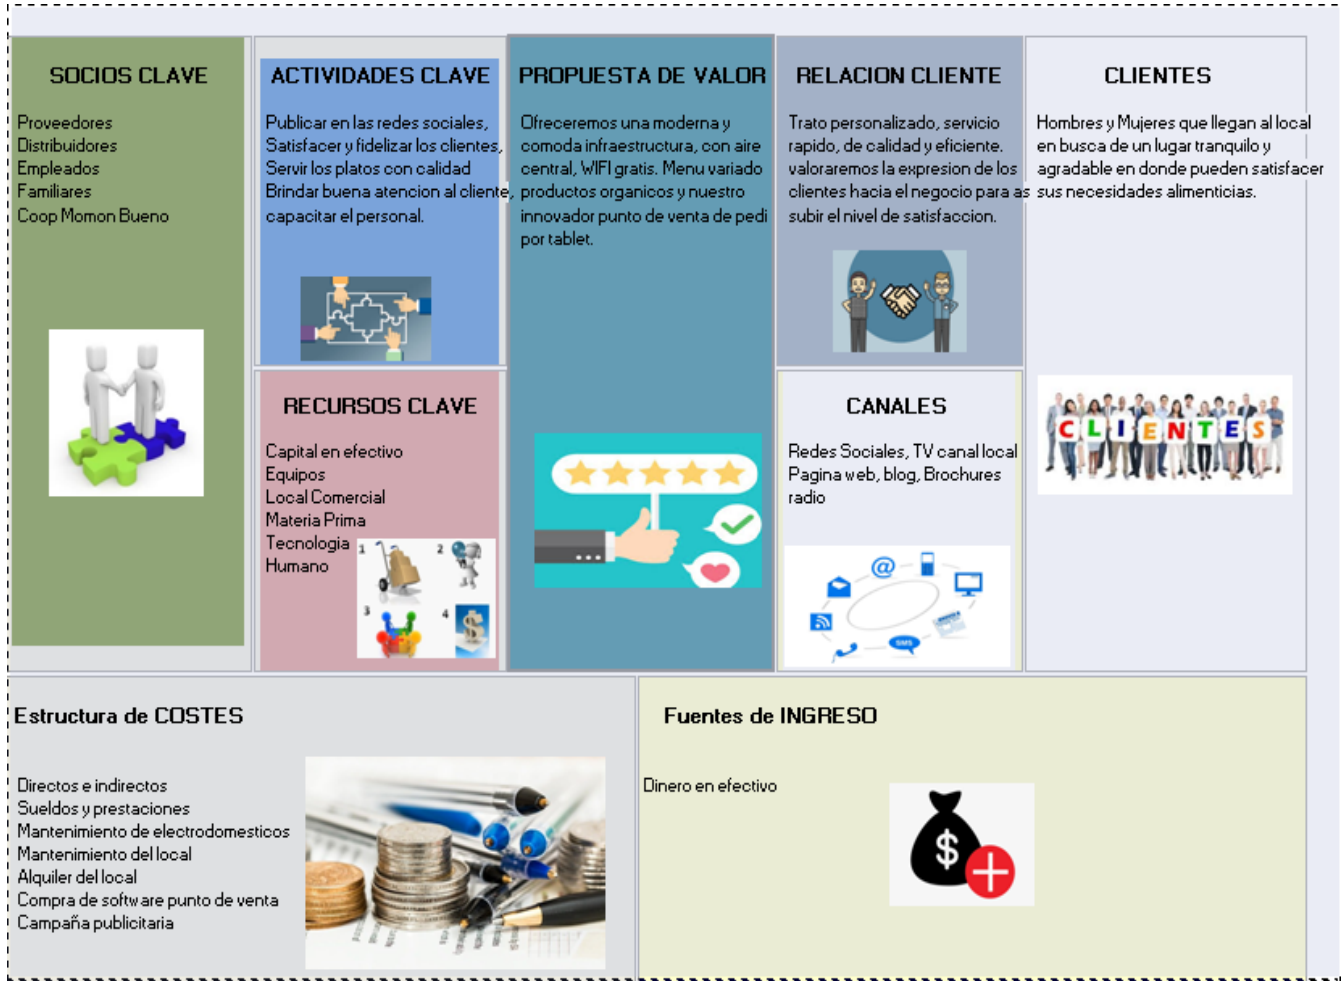 SOCIOS CLAVE
Proveedores
Distribuidores
Empleados
Familiares
Coop Momon Bueno
ACTIVIDADES CLAVE
Publicar en las redes sociales,
Satisfacer y fidelizar los clientes,
Servir los platos con calidad
Brindar buena atencion al cliente,
capacitar el personal.
RECURSOS CLAVE
Capital en efectivo
Equipos
Local Comercial
Materia Prima
Tecnologia
Humano
1
2
3
4
$
PROPUESTA DE VALOR
Ofreceremos una moderna y
comoda infraestructura, con aire
central, WIFI gratis. Menu variado
productos organicos y nuestro
innovador punto de venta de pedi
por tablet.
RELACION CLIENTE
Trato personalizado, servicio
rapido, de calidad y eficiente.
valoraremos la expresion de los
clientes hacia el negocio para as
subir el nivel de satisfaccion.
CANALES
Redes Sociales, TV canal local
Pagina web, blog, Brochures
radio
@
SMS
CLIENTES
Hombres y Mujeres que llegan al local
en busca de un lugar tranquilo y
agradable en donde pueden satisfacer
sus necesidades alimenticias.
CLIENTES
Estructura de COSTES
Directos e indirectos
Sueldos y prestaciones
Mantenimiento de electrodomesticos
Mantenimiento del local
Alquiler del local
Compra de software punto de venta
Campaña publicitaria
Fuentes de INGRESO
Dinero en efectivo
$